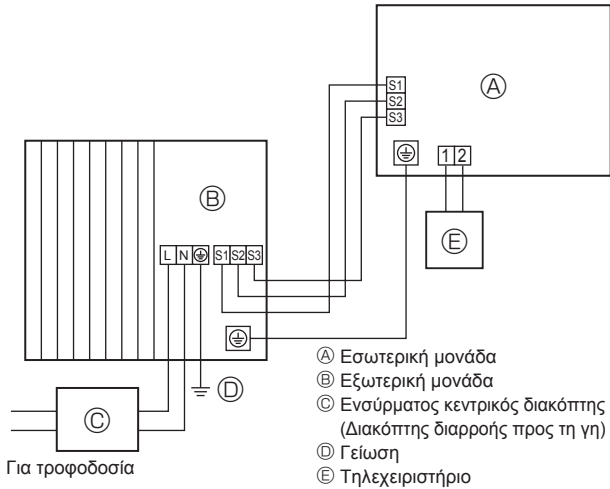 S1
S2
S3
Ⓐ
1 2
Ⓑ
Ⓔ
L N S1 S2 S3
Ⓓ
Ⓒ
Για τροφοδοσία
Ⓐ Εσωτερική μονάδα
Ⓑ Εξωτερική μονάδα
Ⓒ Ενσύρματος κεντρικός διακόπτης
(Διακόπτης διαρροής προς τη γη)
Ⓓ Γείωση
Ⓔ Τηλεχειριστήριο